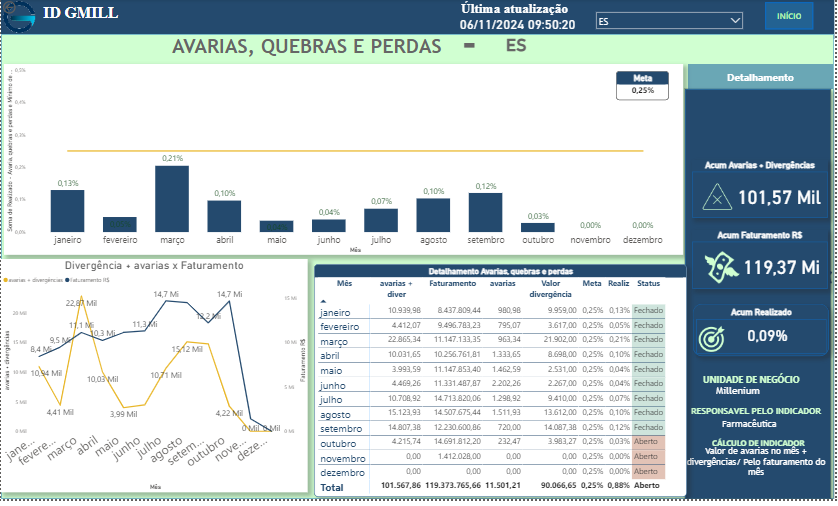 ID GMILL
Última atualização
06/11/2024 09:50:20
ES
INÍCIO
AVARIAS, QUEBRAS E PERDAS - ES
Meta
0,25%
0,5%
0,4%
0,3%
0,2%
0,1%
0,0%
0,13%
0,21%
0,10%
0,04%
0,07%
0,10%
0,12%
0,03%
0,00%
0,00%
janeiro fevereiro março abril maio junho julho agosto setembro outubro novembro dezembro
Mês
Detalhamento
Acum Avarias + Divergências
101,57 Mil
Acum Faturamento R$
119,37 Mi
Acum Realizado
0,09%
UNIDADE DE NEGÓCIO
Millenium
RESPONSAVEL PELO INDICADOR
Farmacêutica
CÁLCULO DE INDICADOR
Valor de avarias no mês +
divergências/ Pelo faturamento do
mês
Divergência + avarias x Faturamento
avarias + divergências Faturamento R$
avarias + divergências
20 Mil
15 Mil
10 Mil
5 Mil
0 Mil
8,4 Mi
9,5 Mi
11,1 Mi
10,3 Mi
11,3 Mi
14,7 Mi
12,2 Mi
14,7 Mi
10,94 Mil
4,41 Mil
22,87 Mil
10,03 Mil
3,99 Mil
10,71 Mil
15,12 Mil
4,22 Mil
15 Mi
10 Mi
5 Mi
0 Mi
Faturamento R$
jane... fevere... março abril maio junho julho agosto setem... outubro nove... deze...
Mês
Detalhamento Avarias, quebras e perdas
Mês avarias + diver Faturamento avarias Valor divergência Meta Realiz Status
janeiro 10.939,98 8.437.809,44 980,98 9.959,00 0,25% 0,13% Fechado
fevereiro 4.412,07 9.496.783,23 795,07 3.617,00 0,25% 0,05% Fechado
março 22.865,34 11.147.133,35 963,34 21.902,00 0,25% 0,21% Fechado
abril 10.031,65 10.256.761,81 1.333,65 8.698,00 0,25% 0,10% Fechado
maio 3.993,59 11.147.853,40 1.462,59 2.531,00 0,25% 0,04% Fechado
junho 4.469,26 11.331.487,87 2.202,26 2.267,00 0,25% 0,04% Fechado
julho 10.708,92 14.713.820,06 1.298,92 9.410,00 0,25% 0,07% Fechado
agosto 15.123,93 14.507.675,44 1.511,93 13.612,00 0,25% 0,10% Fechado
setembro 14.807,38 12.230.600,86 720,00 14.087,38 0,25% 0,12% Fechado
outubro 4.215,74 14.691.812,20 232,47 3.983,27 0,25% 0,03% Aberto
novembro 0,00 1.412.028,00 0,00 0,00 0,25% 0,00% Aberto
dezembro 0,00 0,00 0,00 0,00 0,25% 0,00% Aberto
Total 101.567,86 119.373.765,66 11.501,21 90.066,65 0,25% 0,88% Aberto